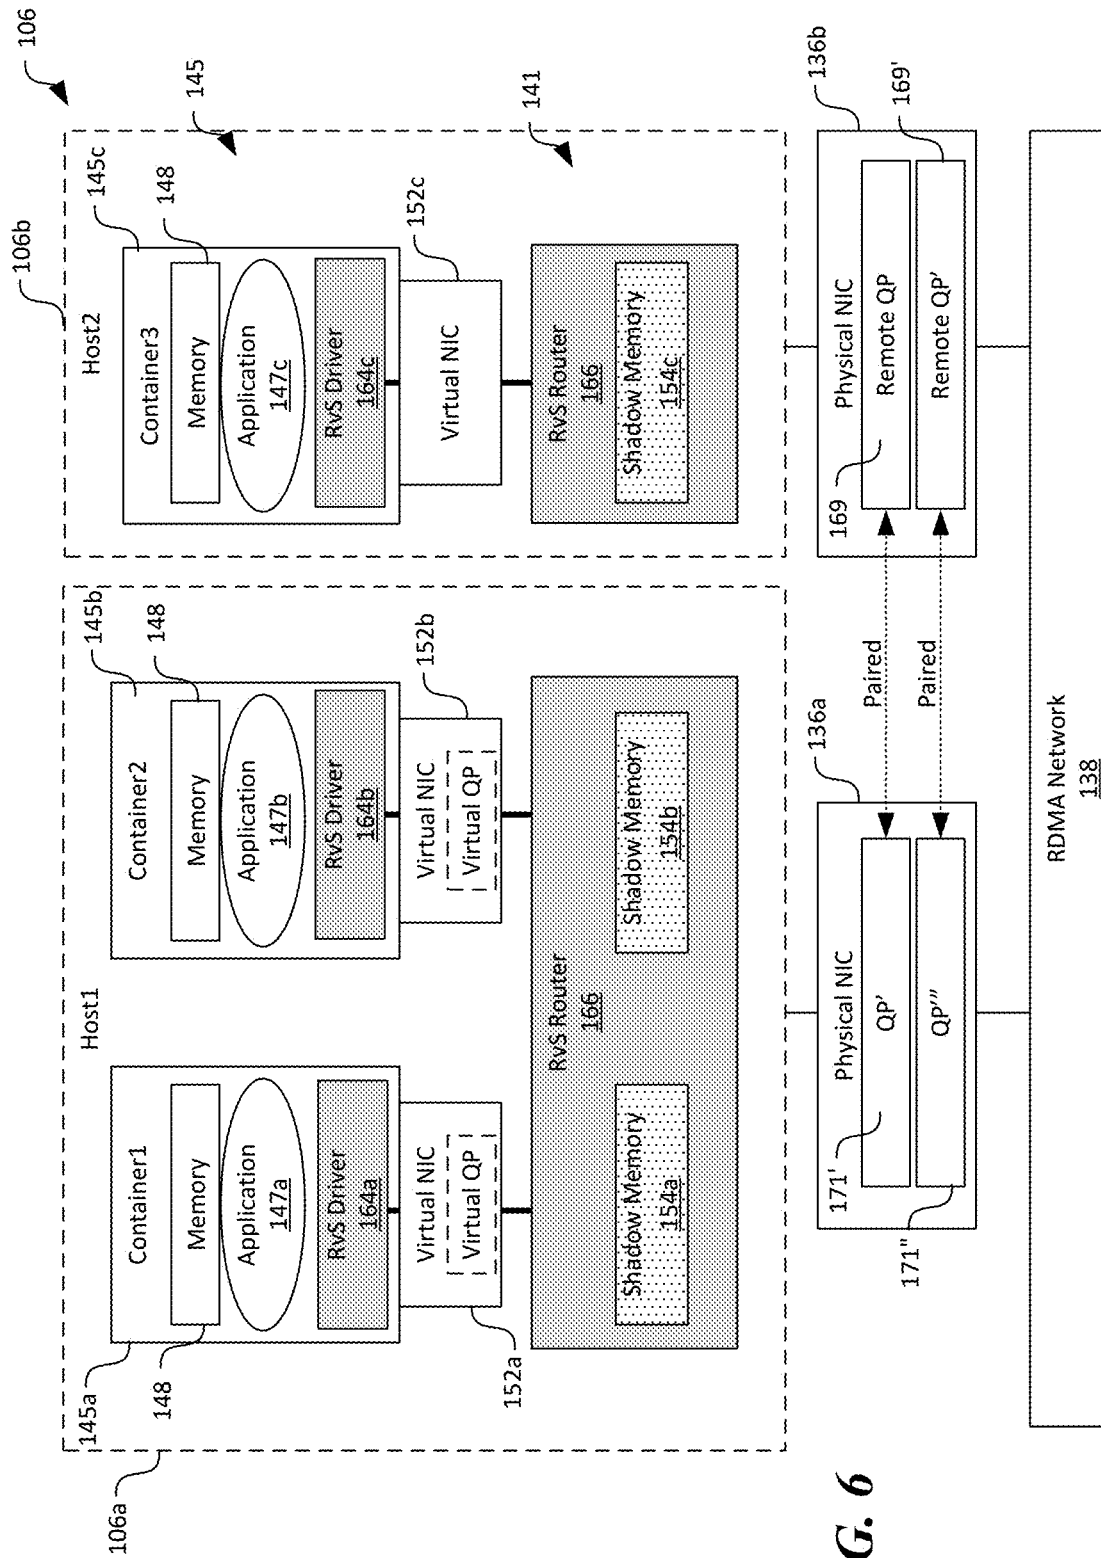 106
106b
106a
Host1
Host2
145a
Container1
Container2
145b
Container3
145c
148
Memory
Memory
148
Memory
148
145
Application
147a
Application
147b
Application
147c
RvS Driver
164a
RvS Driver
164b
RvS Driver
164c
Virtual NIC
Virtual QP
152a
Virtual NIC
Virtual QP
152b
Virtual NIC
152c
141
RvS Router
166
RvS Router
166
Shadow Memory
154a
Shadow Memory
154b
Shadow Memory
154c
136a
136b
Physical NIC
Physical NIC
171'
QP'
Paired
169
Remote QP
169'
171"
QP'"
Paired
Remote QP'
RDMA Network
138
G. 6